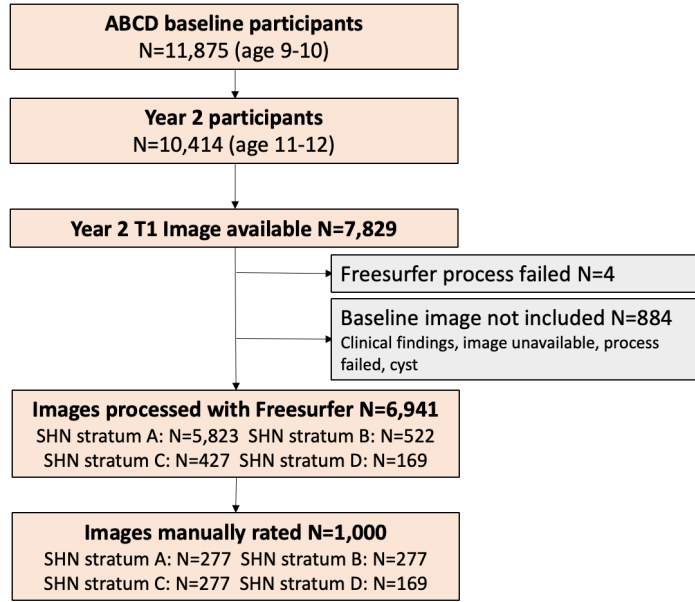 ABCD baseline participants
N=11,875 (age 9-10)
Year 2 participants
N=10,414 (age 11-12)
Year 2 T1 Image available N=7,829
Freesurfer process failed N=4
Baseline image not included N=884
Clinical findings, image unavailable, process
failed, cyst
Images processed with Freesurfer N=6,941
SHN stratum A: N=5,823 SHN stratum B: N=522
SHN stratum C: N=427 SHN stratum D: N=169
Images manually rated N=1,000
SHN stratum A: N=277 SHN stratum B: N=277
SHN stratum C: N=277 SHN stratum D: N=169